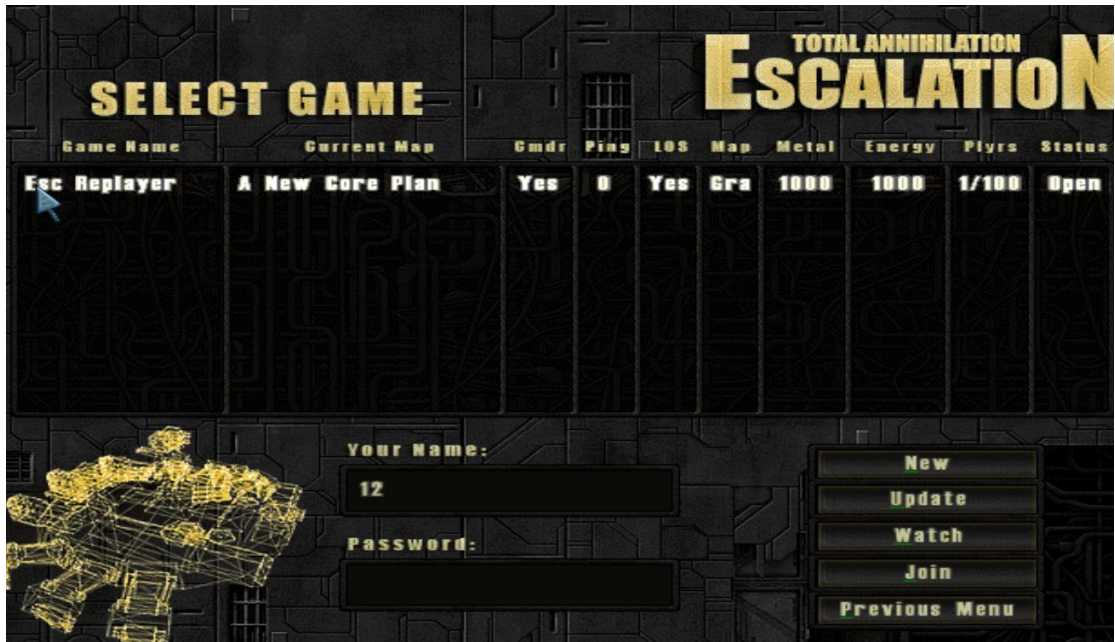 TOTAL ANNIHILATION
ESCALATION
SELECT GAME
Game Name Current Map Cmdr Ping LOS Map Metal Energy Plyrs Status
Esc Replayer A New Core Plan Yes 0 Yes Gra 1000 1000 1/100 Open
Your Name:
12
Password:
New
Update
Watch
Join
Previous Menu